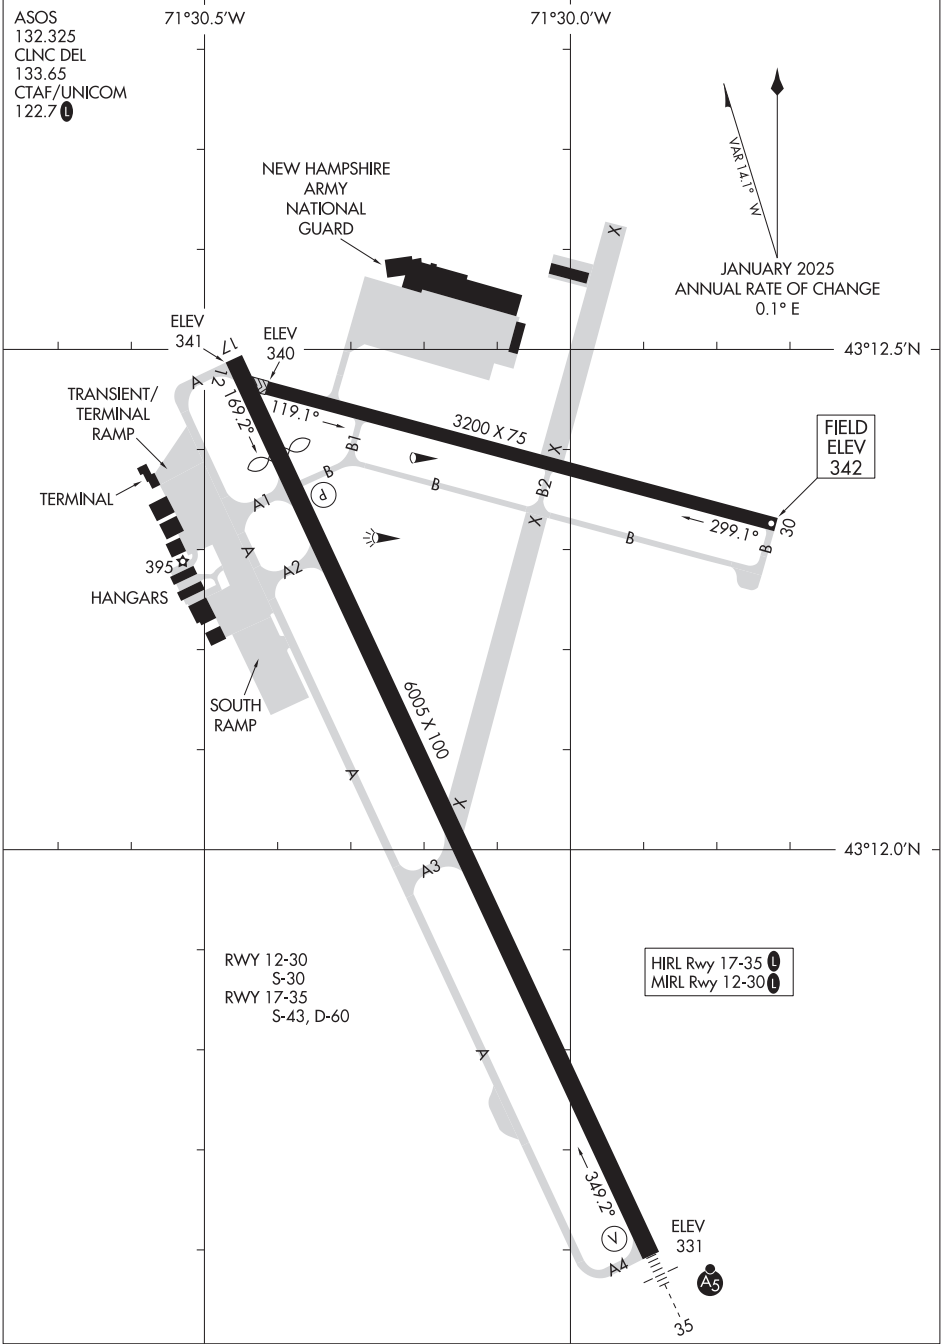 ASOS
132.325
CLNC DEL
133.65
CTAF/UNICOM
122.7 L
71°30.5'W
71°30.0'W
VAR 14.1° W
JANUARY 2025
ANNUAL RATE OF CHANGE
0.1° E
NEW HAMPSHIRE
ARMY
NATIONAL
GUARD
X
ELEV
341
17
ELEV
340
43°12.5'N
A
12
169.2°
119.1°
3200 X 75
TRANSIENT/
TERMINAL
RAMP
TERMINAL
B1
B
B
X
B2
X
B
299.1°
30
B
FIELD
ELEV
342
A1
P
A
A2
395
HANGARS
SOUTH
RAMP
6005 X 100
A
X
A3
43°12.0'N
RWY 12-30
S-30
RWY 17-35
S-43, D-60
HIRL Rwy 17-35 L
MIRL Rwy 12-30 L
A
349.2°
V
A4
ELEV
331
A5
35